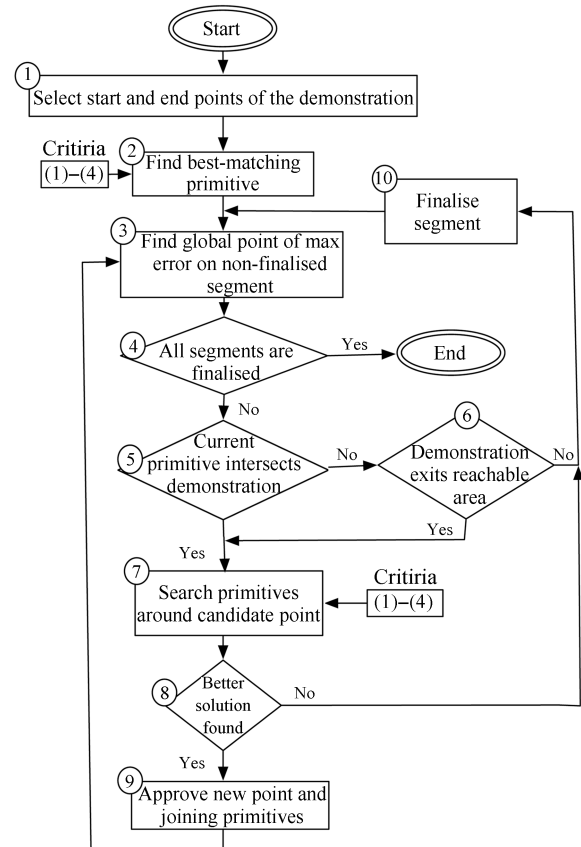 Start
1
Select start and end points of the demonstration
Critiria
(1)–(4)
2
Find best-matching
primitive
10
Finalise
segment
3
Find global point of max
error on non-finalised
segment
4
All segments are
finalised
Yes
End
No
5
Current
primitive intersects
demonstration
No
6
Demonstration
exits reachable
area
No
Yes
Yes
7
Search primitives
around candidate point
Critiria
(1)–(4)
8
Better
solution
found
No
Yes
9
Approve new point and
joining primitives